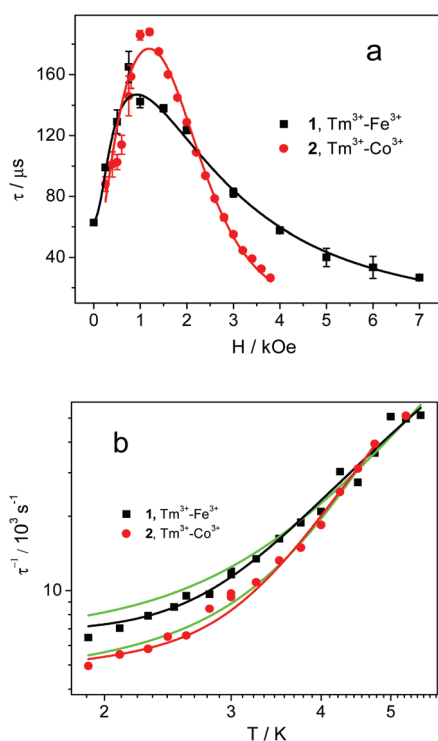 a
160
120
80
40
τ / μs
1, Tm³⁺-Fe³⁺
2, Tm³⁺-Co³⁺
0 1 2 3 4 5 6 7
H / kOe
b
1, Tm³⁺-Fe³⁺
2, Tm³⁺-Co³⁺
10
τ⁻¹ / 10³ s⁻¹
2 3 4 5
T / K